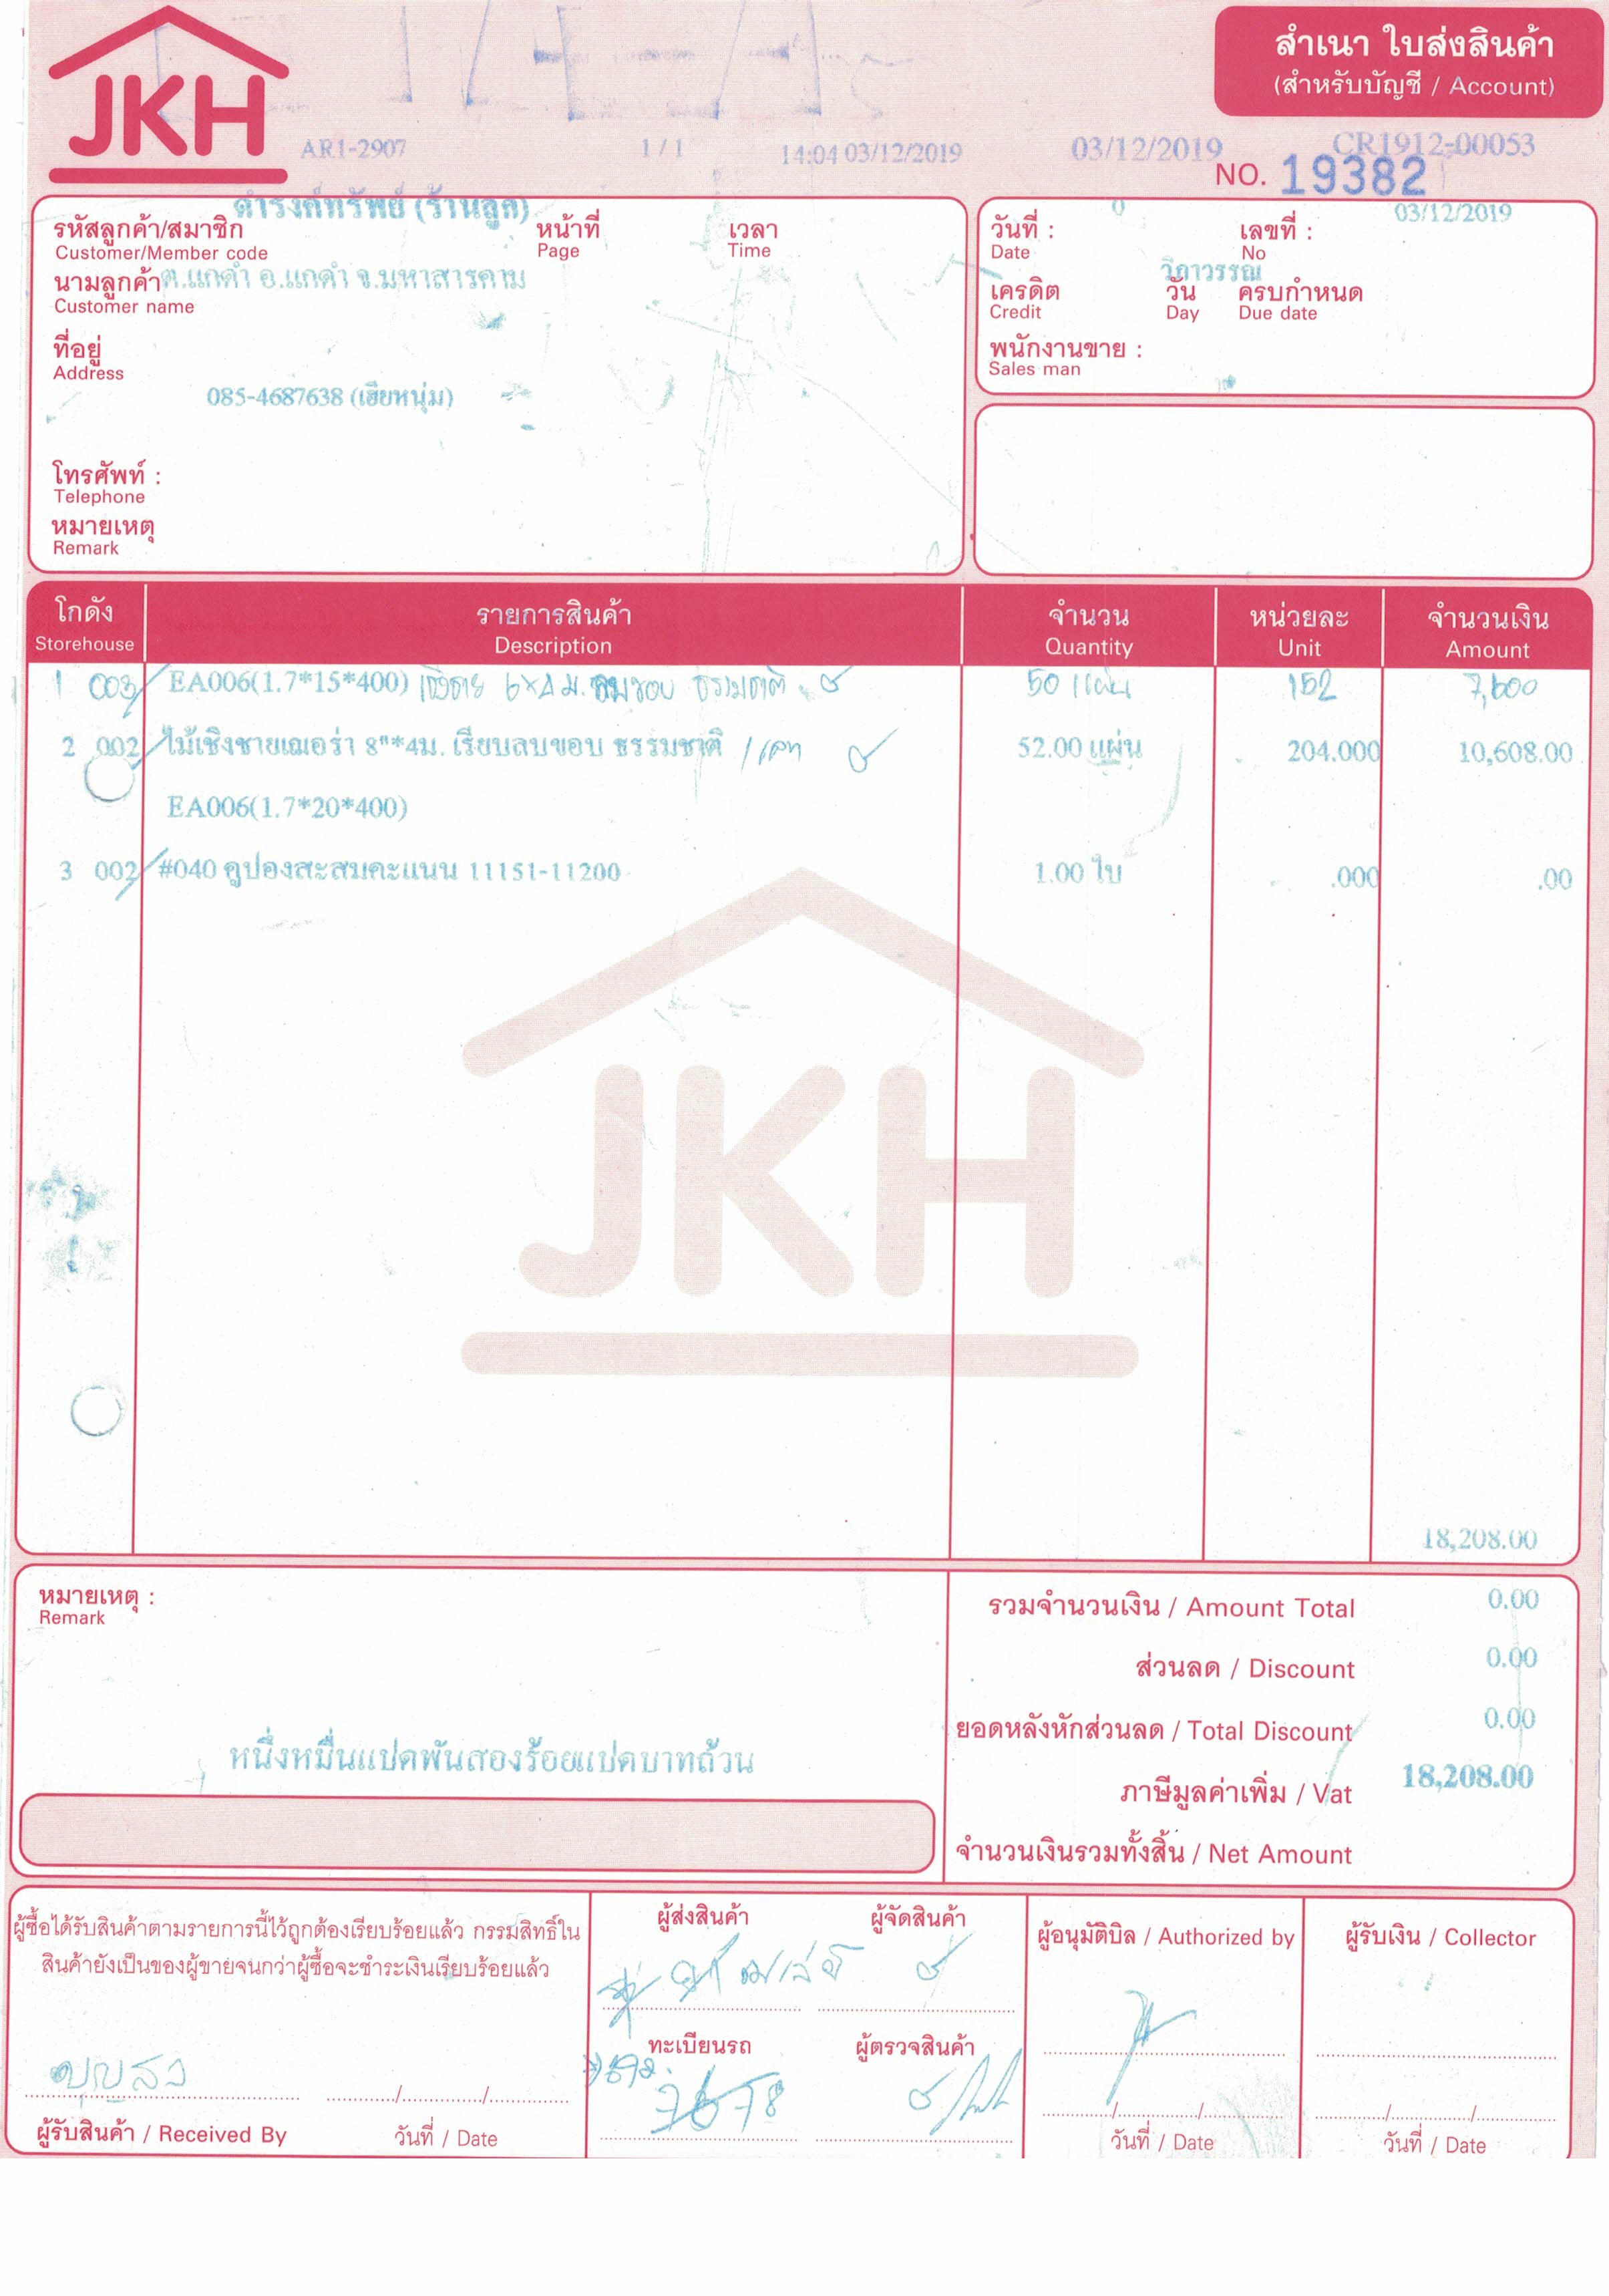 JKH
สำเนา ใบส่งสินค้า
(สำหรับบัญชี / Account)
AR1-2907 1 / 1 14:04 03/12/2019 03/12/2019 CR1912-00053
NO. 19382
ดำรงค์ทรัพย์ (ร้านลูก) 0 03/12/2019
รหัสลูกค้า/สมาชิก หน้าที่ เวลา
Customer/Member code Page Time
นามลูกค้า ต.แกดำ อ.แกดำ จ.มหาสารคาม
Customer name
ที่อยู่
Address
085-4687638 (เฮียหนุ่ม)
โทรศัพท์ :
Telephone
หมายเหตุ
Remark
วันที่ : เลขที่ :
Date No
วิภาวรรณ
เครดิต วัน ครบกำหนด
Credit Day Due date
พนักงานขาย :
Sales man
โกดัง รายการสินค้า จำนวน หน่วยละ จำนวนเงิน
Storehouse Description Quantity Unit Amount
1 003 EA006(1.7*15*400) เชิงชาย 6 x 4 ม. ลบขอบ ธรรมชาติ 50 แผ่น 152 7,600
2 002 ไม้เชิงชายเฌอร่า 8"*4ม. เรียบลบขอบ ธรรมชาติ 52.00 แผ่น 204.000 10,608.00
EA006(1.7*20*400)
3 002 #040 คูปองสะสมคะแนน 11151-11200 1.00 ใบ .000 .00
JKH
18,208.00
หมายเหตุ :
Remark
รวมจำนวนเงิน / Amount Total 0.00
ส่วนลด / Discount 0.00
ยอดหลังหักส่วนลด / Total Discount 0.00
หนึ่งหมื่นแปดพันสองร้อยแปดบาทถ้วน
ภาษีมูลค่าเพิ่ม / Vat 18,208.00
จำนวนเงินรวมทั้งสิ้น / Net Amount
ผู้ซื้อได้รับสินค้าตามรายการนี้ไว้ถูกต้องเรียบร้อยแล้ว กรรมสิทธิ์ใน
สินค้ายังเป็นของผู้ขายจนกว่าผู้ซื้อจะชำระเงินเรียบร้อยแล้ว
ผู้ส่งสินค้า ผู้จัดสินค้า
ผู้อนุมัติบิล / Authorized by ผู้รับเงิน / Collector
ทะเบียนรถ ผู้ตรวจสินค้า
ผู้รับสินค้า / Received By วันที่ / Date
วันที่ / Date วันที่ / Date